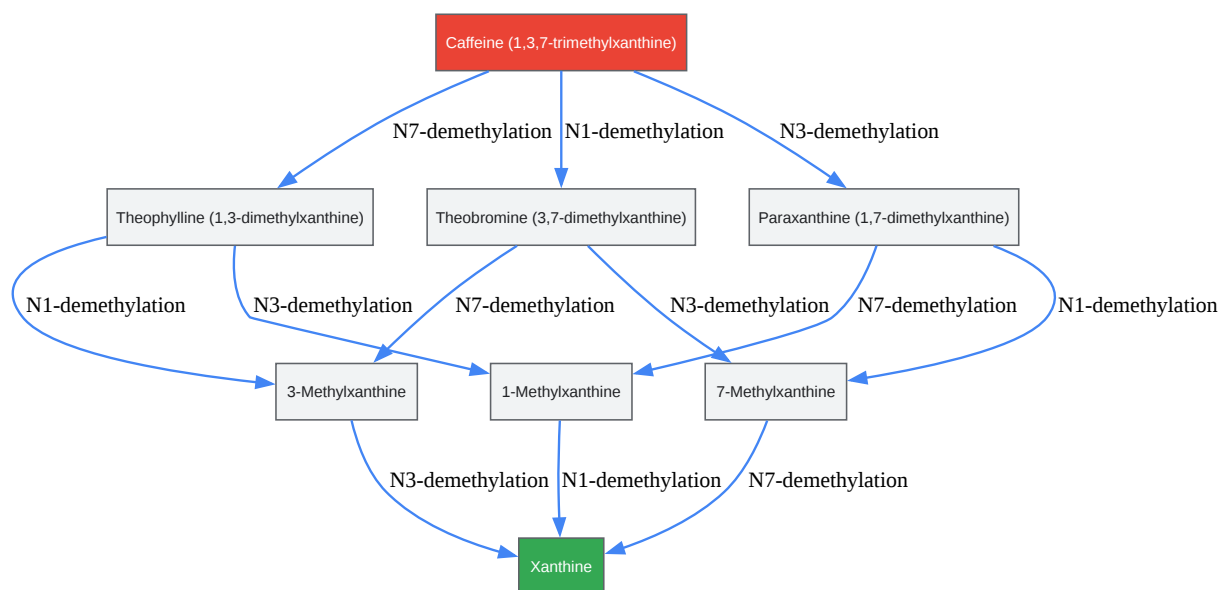 Caffeine (1,3,7-trimethylxanthine)
N7-demethylation
N1-demethylation
N3-demethylation
Theophylline (1,3-dimethylxanthine)
Theobromine (3,7-dimethylxanthine)
Paraxanthine (1,7-dimethylxanthine)
N1-demethylation
N3-demethylation
N7-demethylation
N3-demethylation
N7-demethylation
N1-demethylation
3-Methylxanthine
1-Methylxanthine
7-Methylxanthine
N3-demethylation
N1-demethylation
N7-demethylation
Xanthine